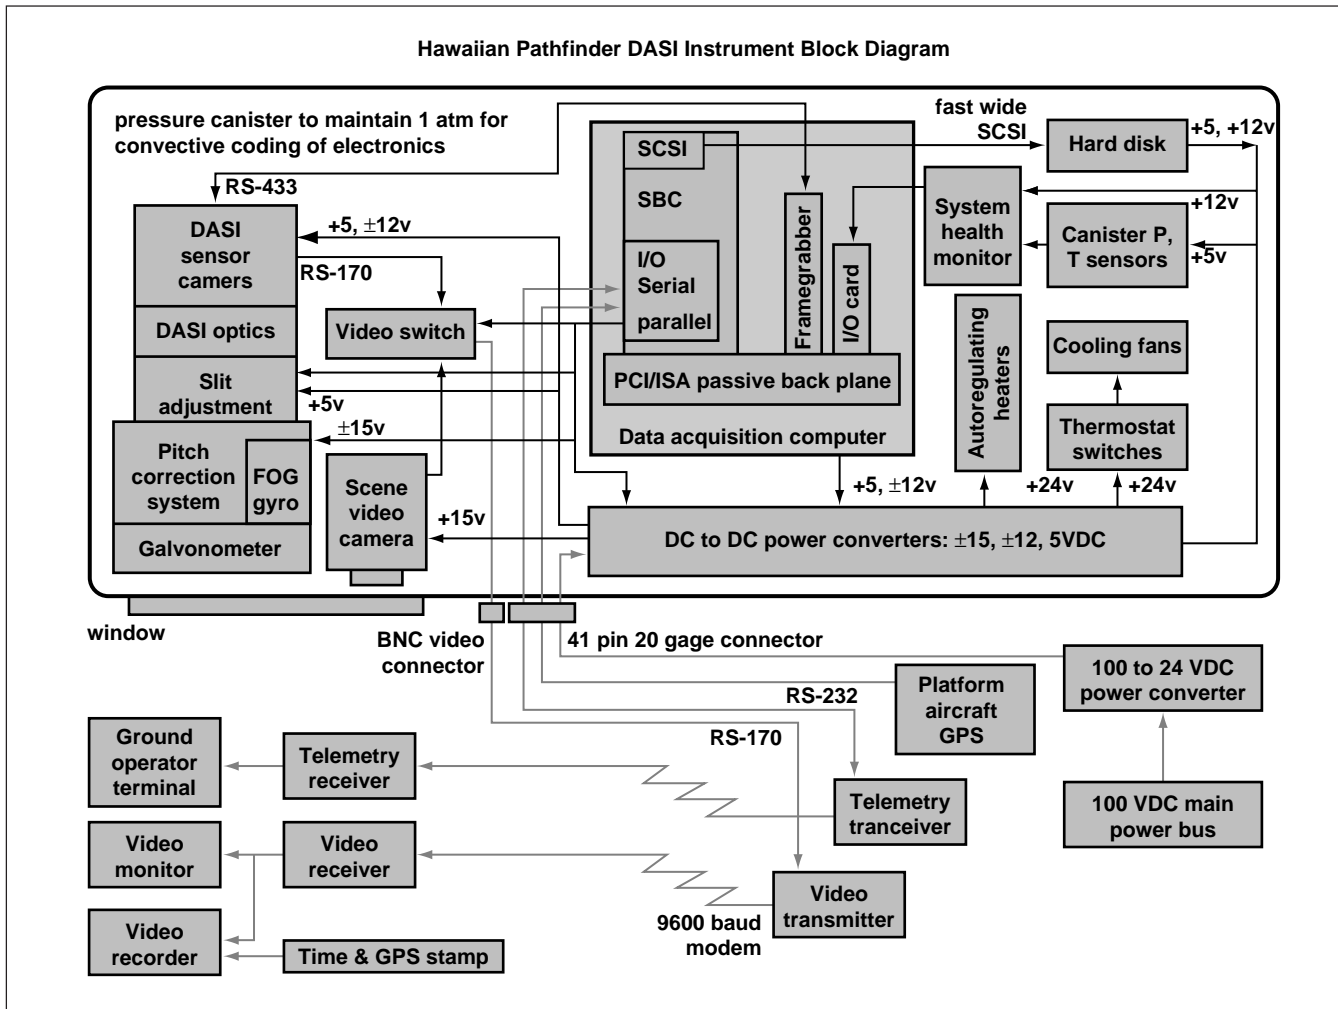 Hawaiian Pathfinder DASI Instrument Block Diagram
pressure canister to maintain 1 atm for
convective coding of electronics
RS-433
fast wide
SCSI
SCSI
Hard disk
+5, +12v
DASI
sensor
camers
+5, ±12v
RS-170
SBC
I/O
Serial
parallel
Framegrabber
I/O card
System
health
monitor
+12v
Canister P,
T sensors
+5v
DASI optics
Video switch
Slit
adjustment
+5v
PCI/ISA passive back plane
Data acquisition computer
Autoregulating
heaters
Cooling fans
Thermostat
switches
±15v
Pitch
correction
system
FOG
gyro
Galvonometer
Scene
video
camera
+15v
+5, ±12v
+24v
+24v
DC to DC power converters: ±15, ±12, 5VDC
window
BNC video
connector
41 pin 20 gage connector
100 to 24 VDC
power converter
Platform
aircraft
GPS
RS-232
RS-170
Ground
operator
terminal
Telemetry
receiver
Telemetry
tranceiver
100 VDC main
power bus
Video
monitor
Video
receiver
Video
transmitter
9600 baud
modem
Video
recorder
Time & GPS stamp